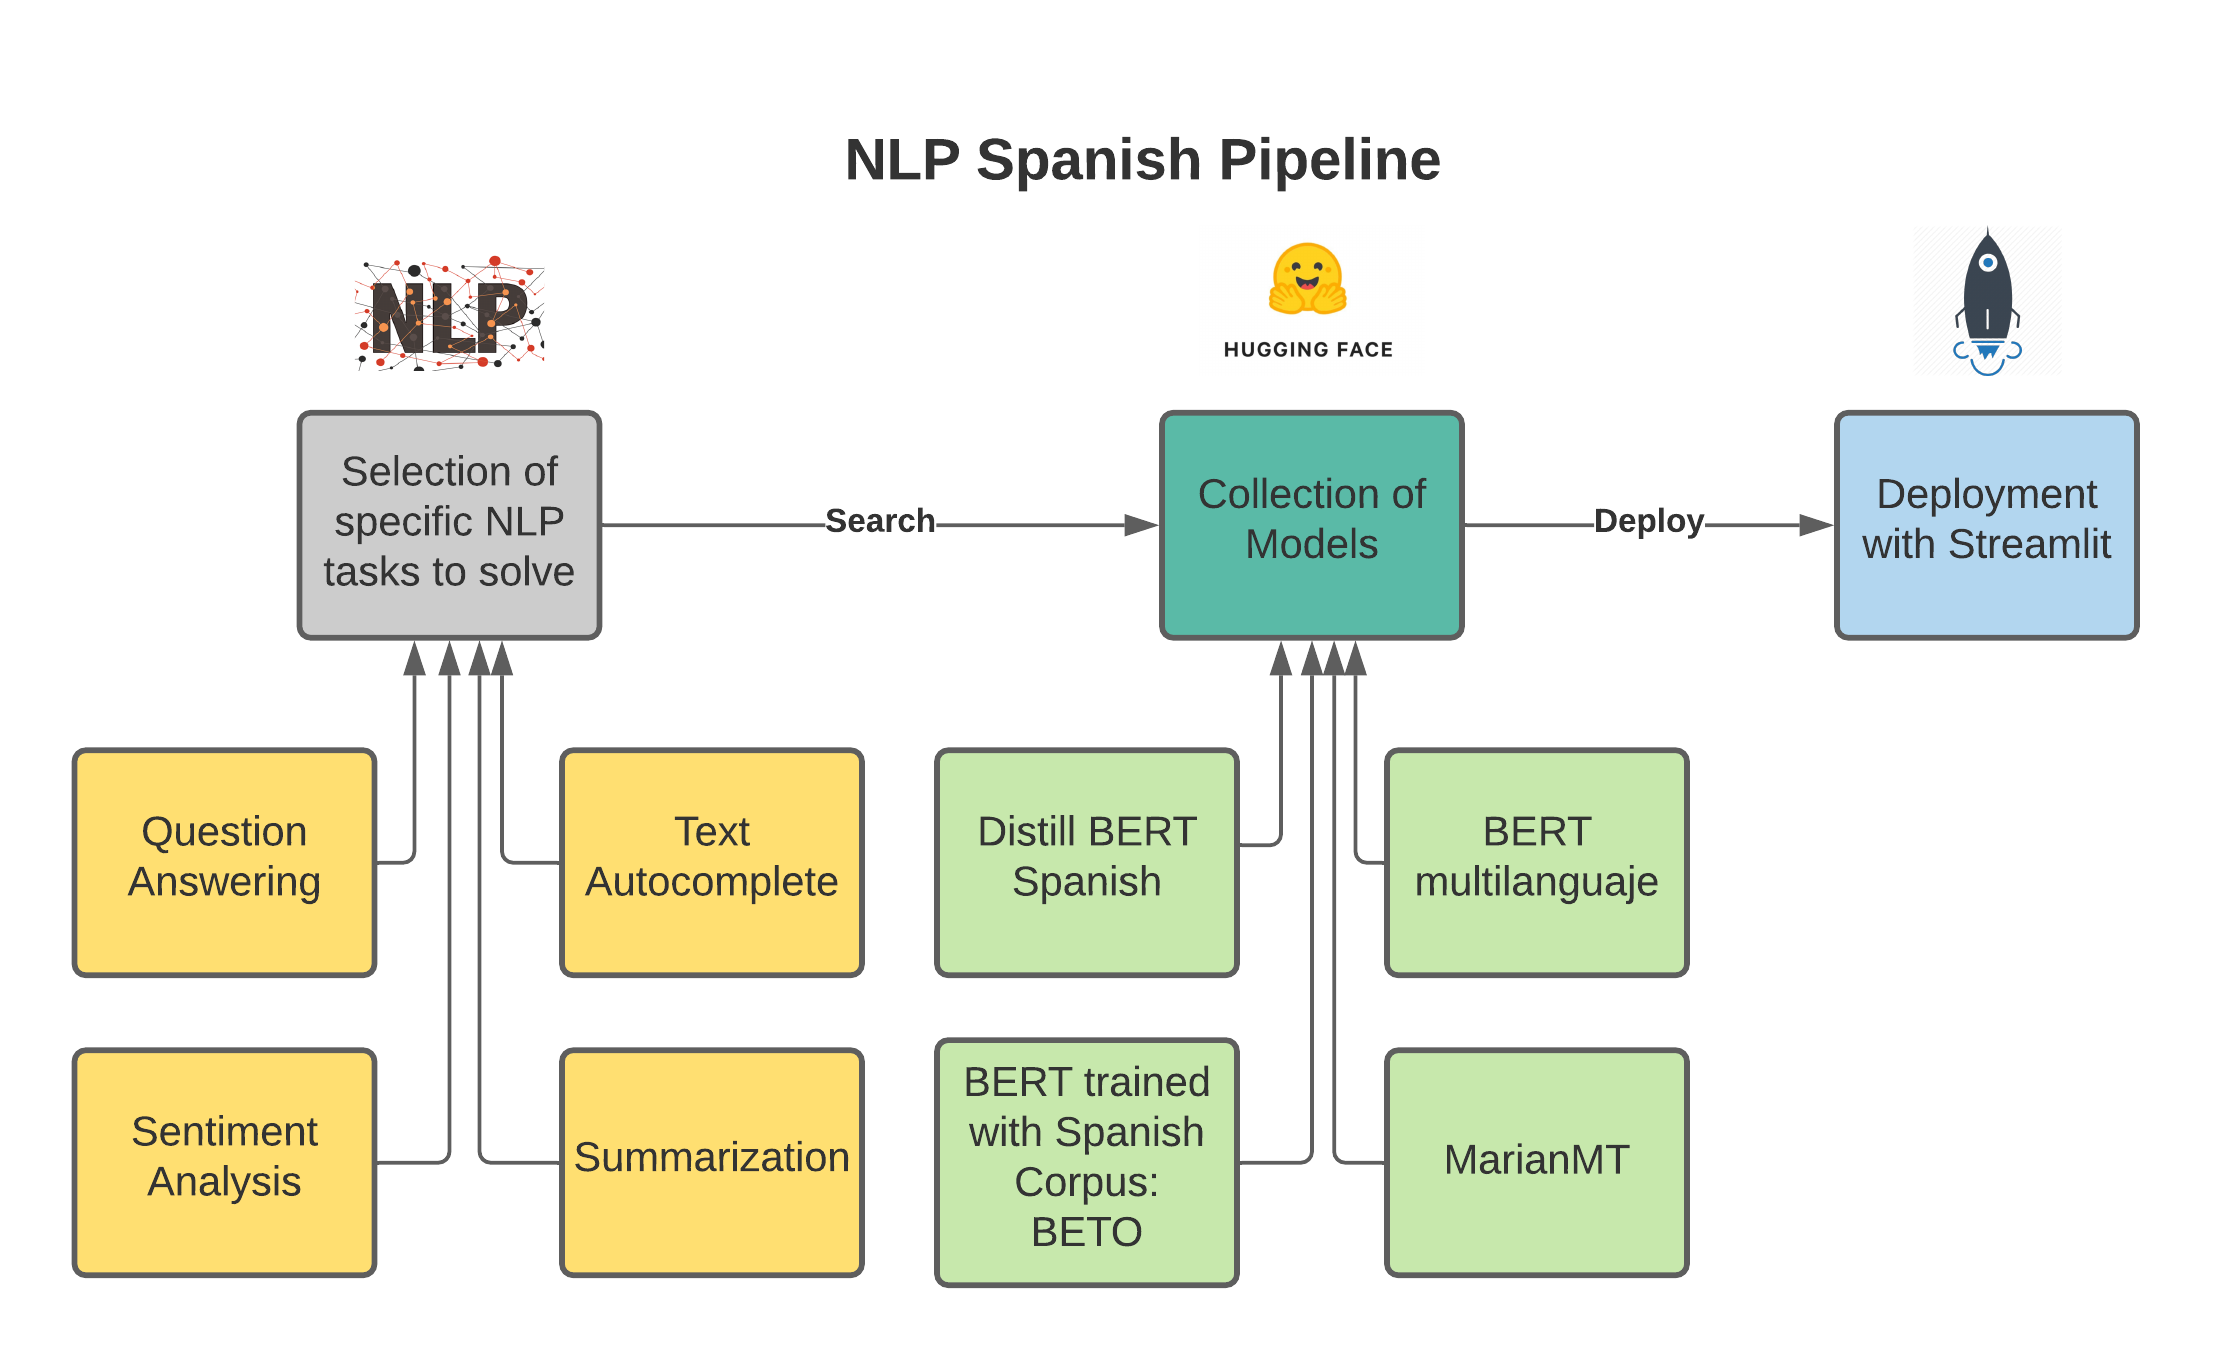 NLP Spanish Pipeline
NLP
HUGGING FACE
Selection of
specific NLP
tasks to solve
Search
Collection of
Models
Deploy
Deployment
with Streamlit
Question
Answering
Text
Autocomplete
Distill BERT
Spanish
BERT
multilanguaje
Sentiment
Analysis
Summarization
BERT trained
with Spanish
Corpus:
BETO
MarianMT